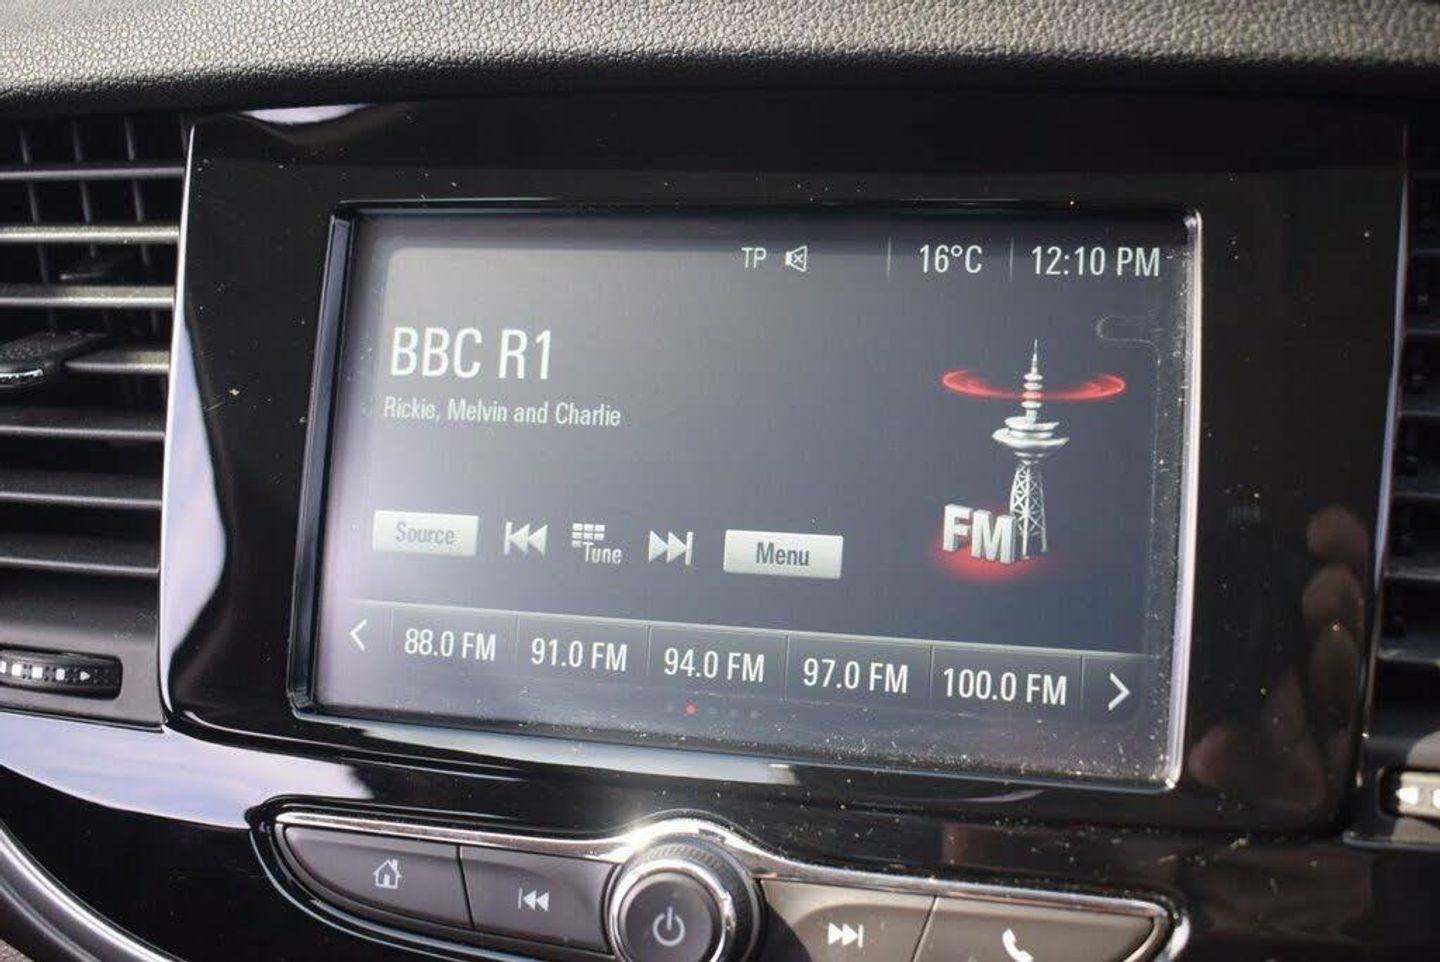 TP 16°C 12:10 PM
BBC R1
Rickie, Melvin and Charlie
Source Tune Menu
FM
88.0 FM 91.0 FM 94.0 FM 97.0 FM 100.0 FM